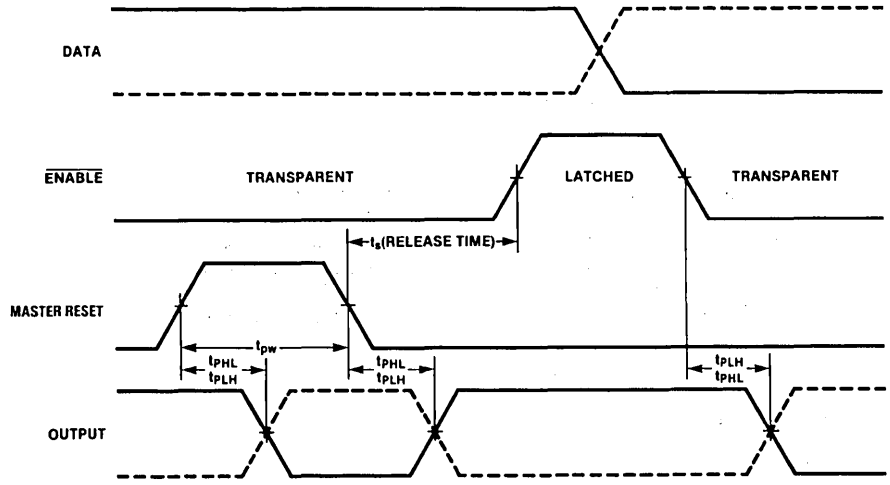 DATA
ENABLE
TRANSPARENT
LATCHED
TRANSPARENT
ts(RELEASE TIME)
MASTER RESET
tpw
tPHL
tPLH
tPHL
tPLH
tPLH
tPHL
OUTPUT